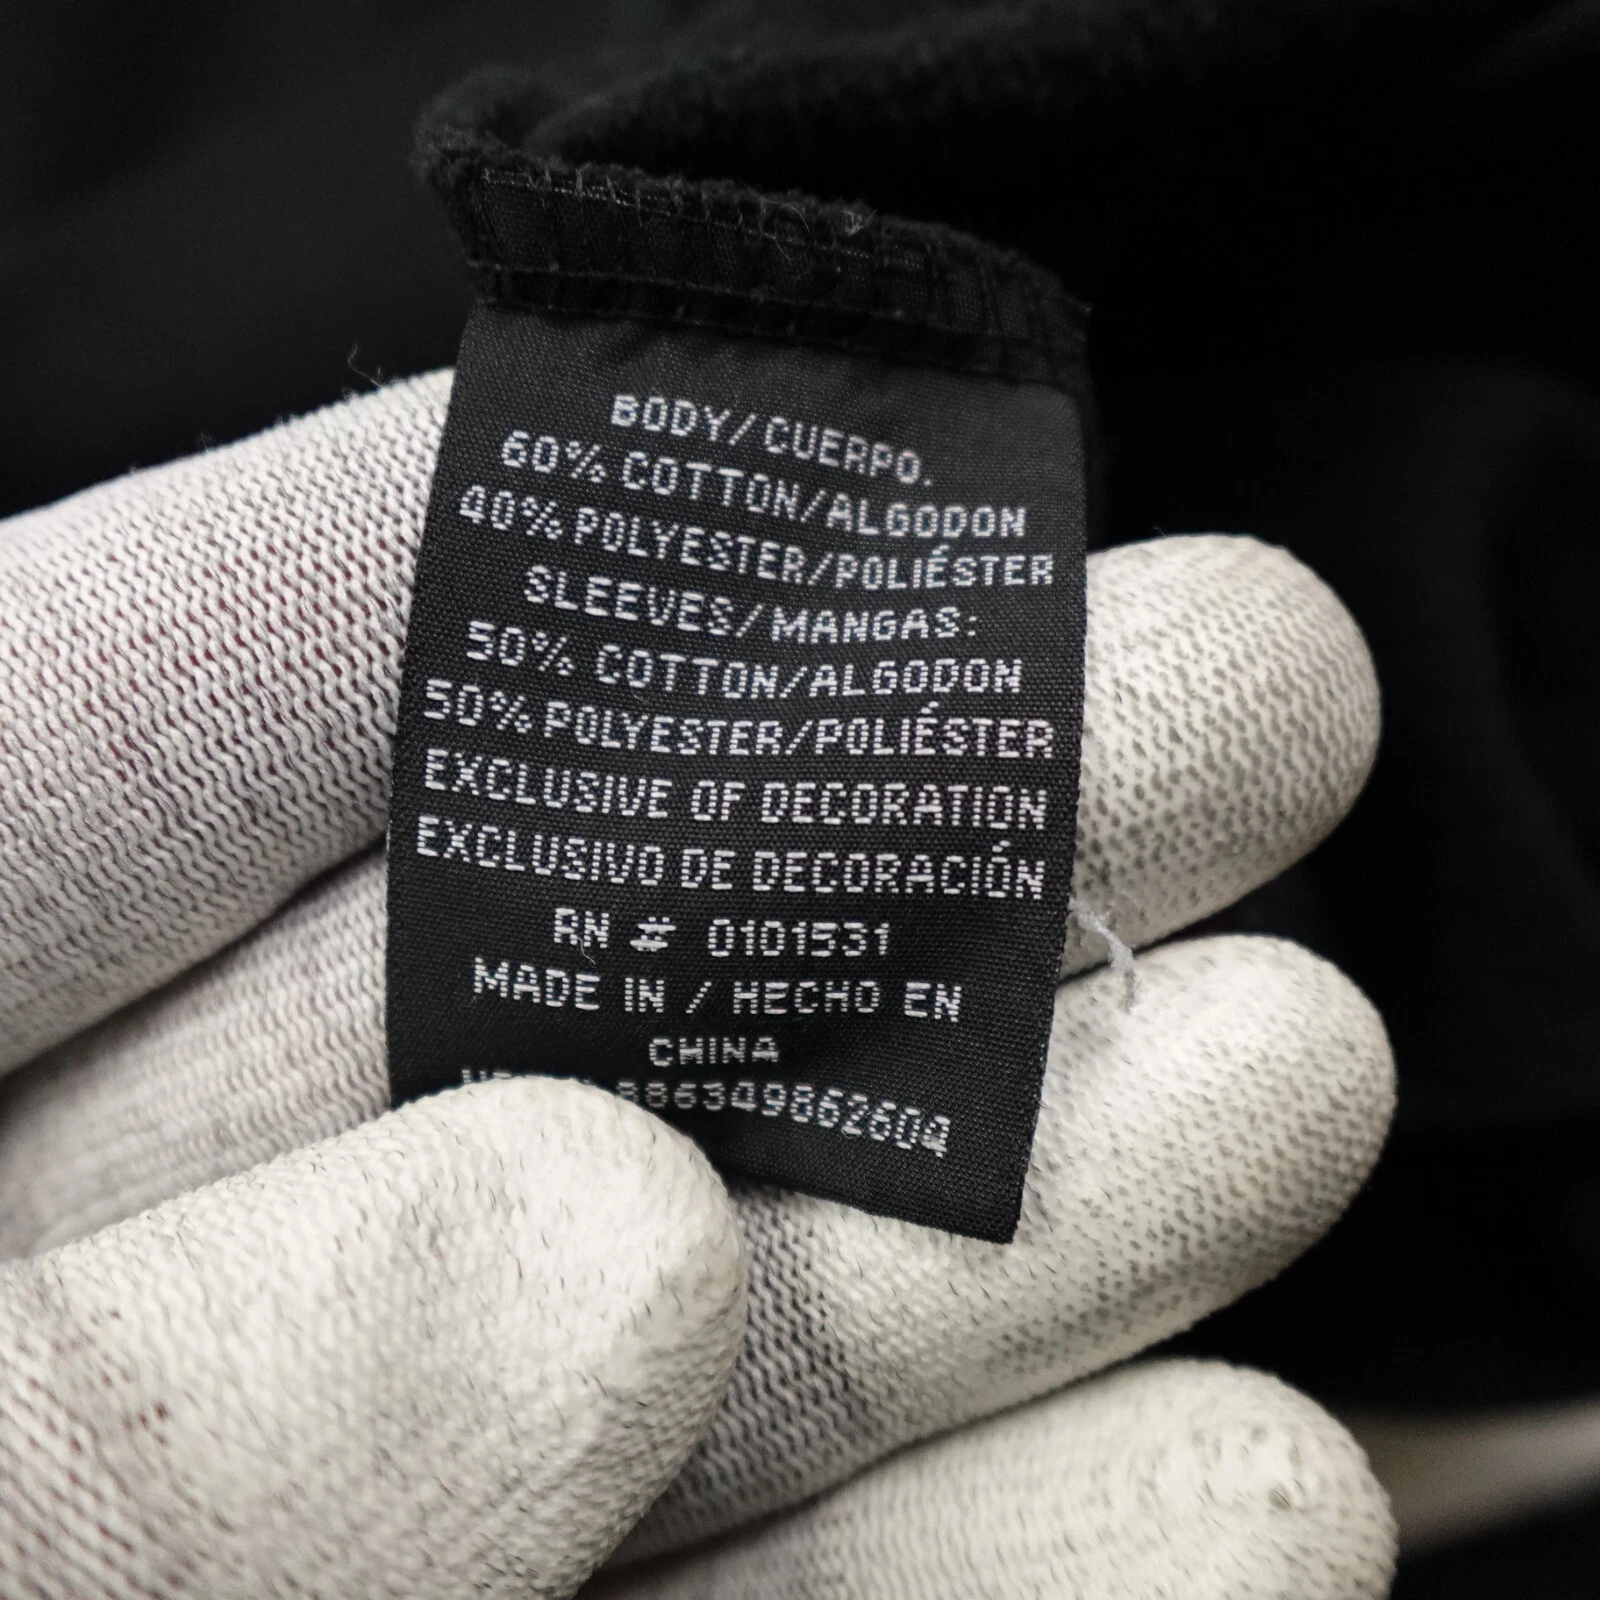 BODY/CUERPO.
60% COTTON/ALGODON
40% POLYESTER/POLIÉSTER
SLEEVES/MANGAS:
50% COTTON/ALGODON
50% POLYESTER/POLIÉSTER
EXCLUSIVE OF DECORATION
EXCLUSIVO DE DECORACIÓN
RN # 0101531
MADE IN / HECHO EN
CHINA